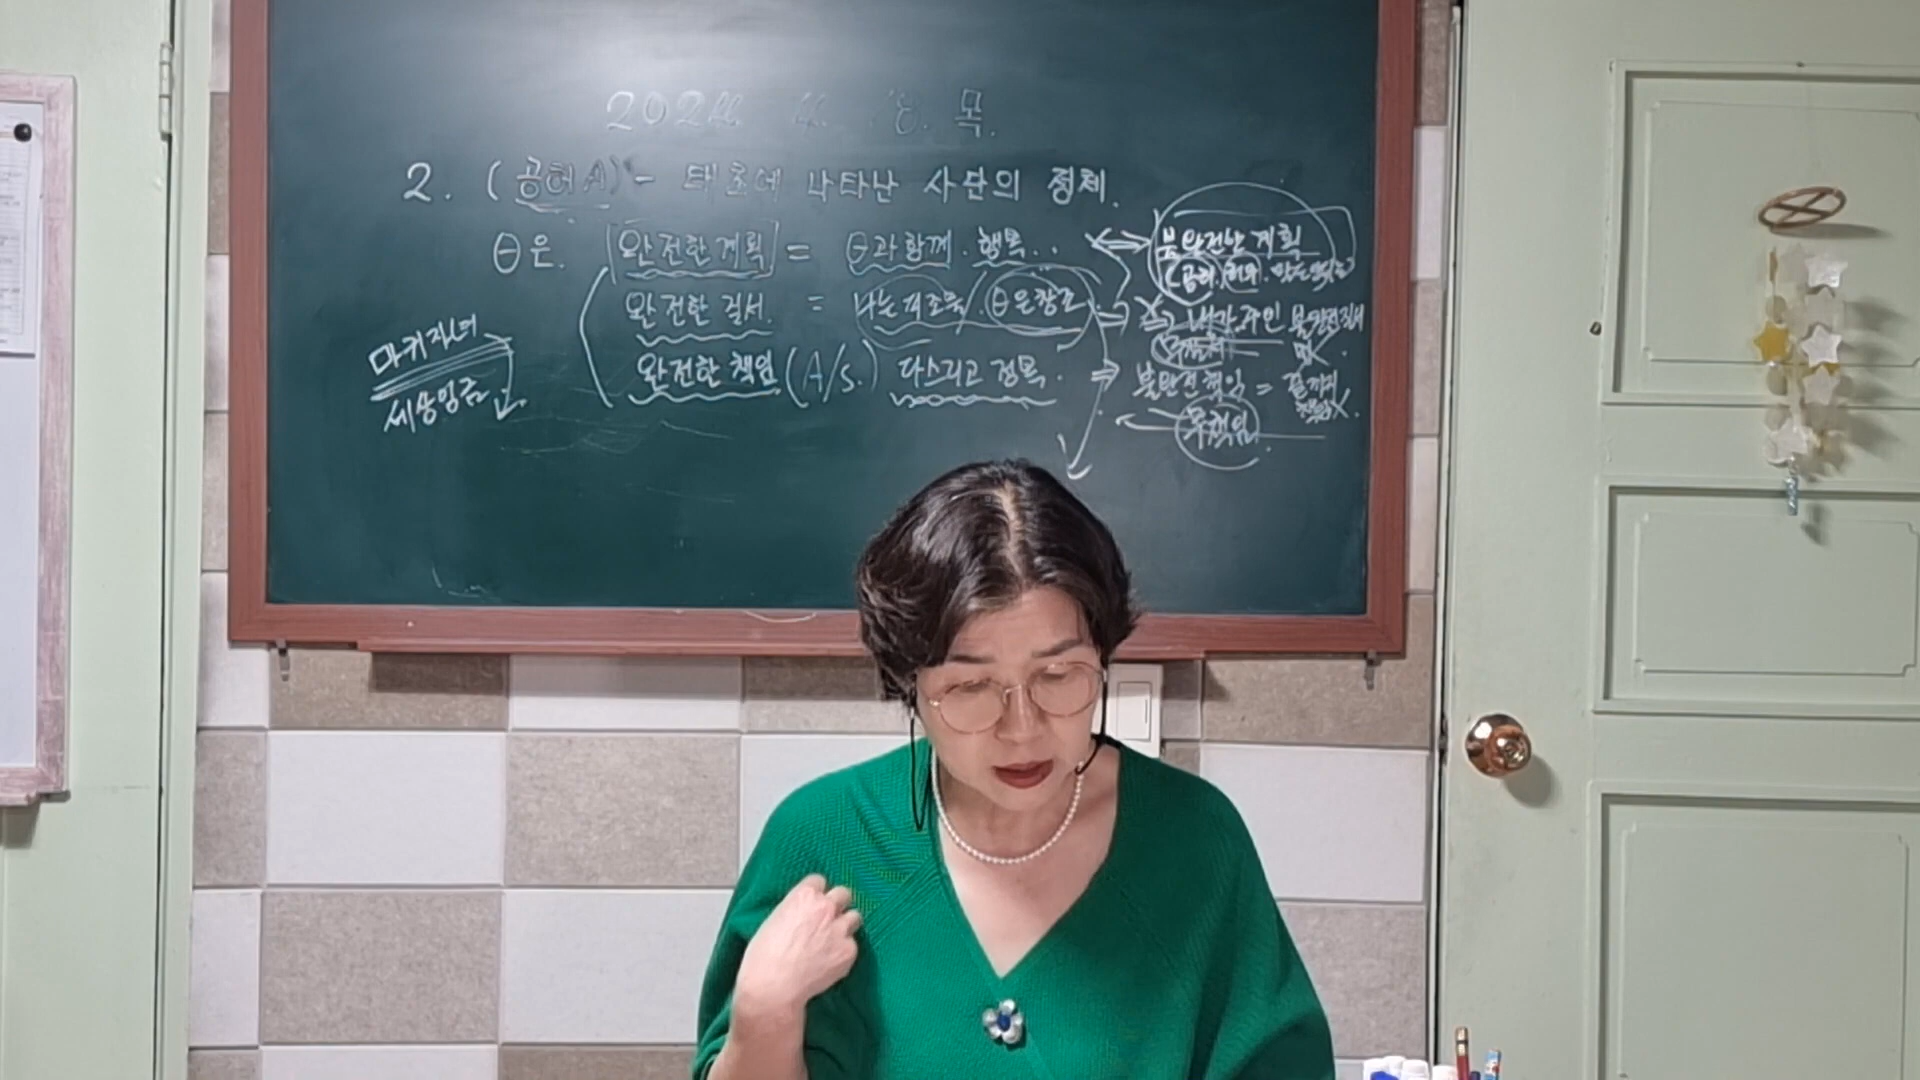 2024. 4. 18. 목.
2. (공허A) - 태초에 나타난 사단의 정체.
θ은. [완전한계획] = θ과함께. 행복..
완전한 질서. = 나는피조물/θ은창조
완전한 책임 (A/s.) 다스리고 정복.
마귀자녀
세상임금
불완전한 계획
(공허.
내가 주인
불완전책임 =
무책임.